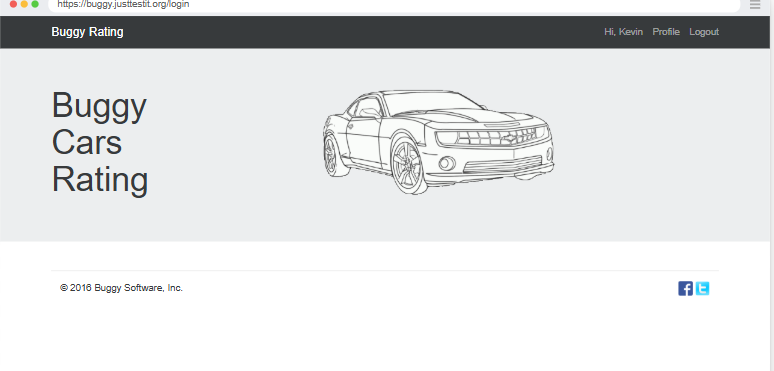 https://buggy.justtestit.org/login
Buggy Rating
Hi, Kevin Profile Logout
Buggy
Cars
Rating
© 2016 Buggy Software, Inc.